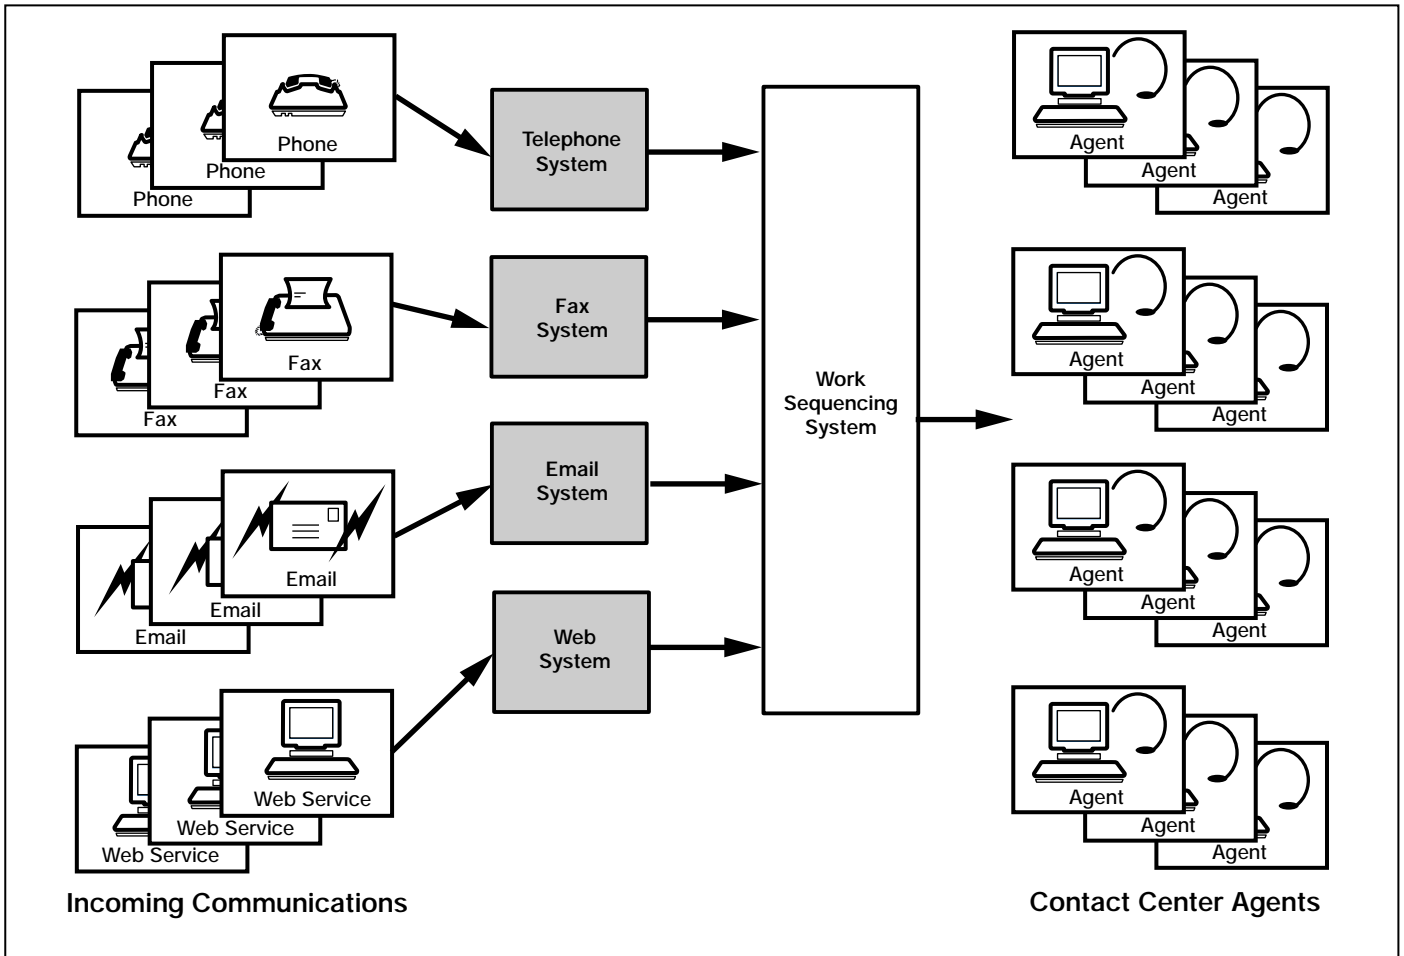 Phone
Phone
Phone
Telephone
System
Agent
Agent
Agent
Fax
Fax
Fax
Fax
System
Agent
Agent
Agent
Work
Sequencing
System
Email
Email
Email
Email
System
Agent
Agent
Agent
Web Service
Web Service
Web Service
Web
System
Agent
Agent
Agent
Incoming Communications
Contact Center Agents